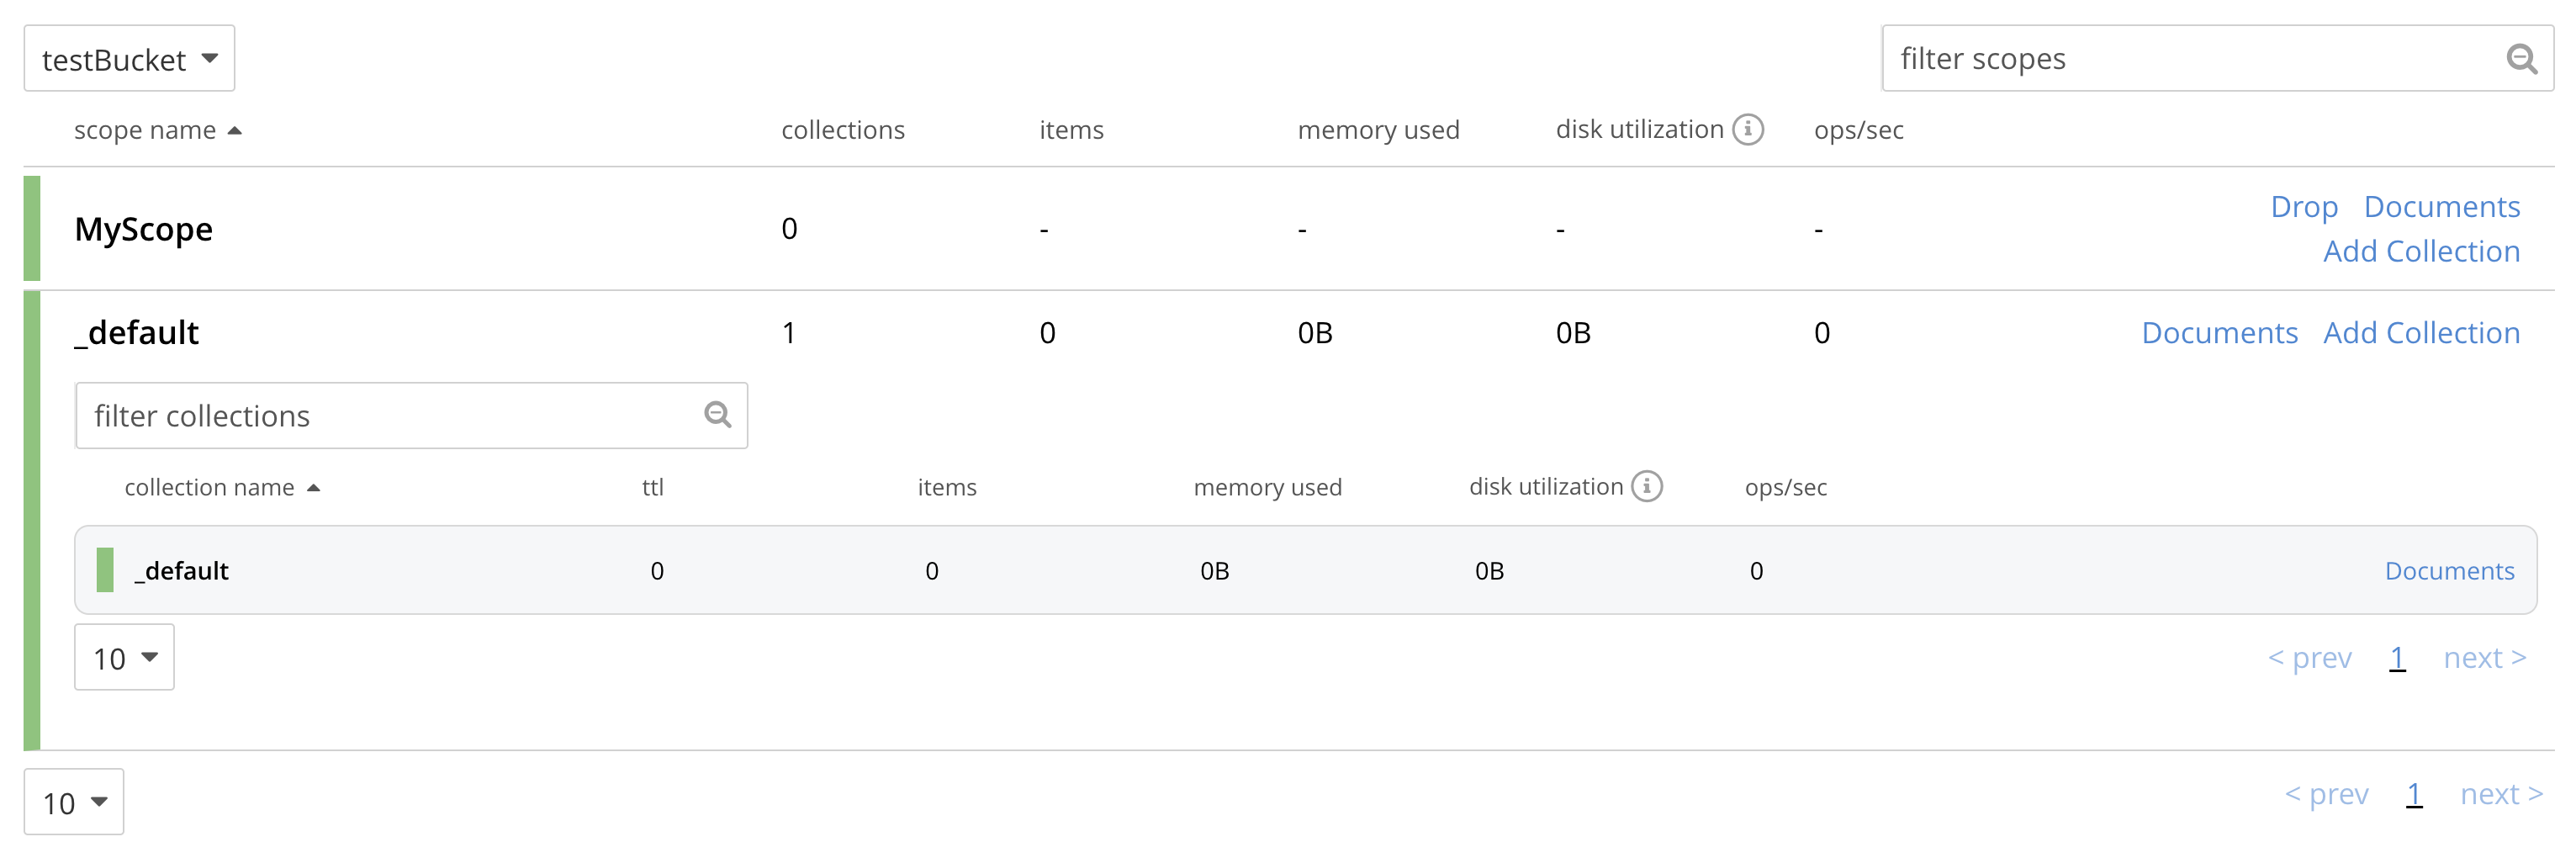 testBucket filter scopes
scope name collections items memory used disk utilization ops/sec
MyScope 0 - - - - Drop Documents
Add Collection
_default 1 0 0B 0B 0 Documents Add Collection
filter collections
collection name ttl items memory used disk utilization ops/sec
_default 0 0 0B 0B 0 Documents
10 < prev 1 next >
10 < prev 1 next >